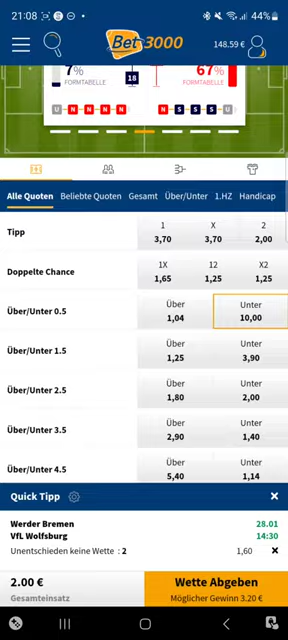 21:08
44%
Bet3000
148.59 €
7%
FORMTABELLE
18
67%
FORMTABELLE
U N N N N
N S S S U
Alle Quoten Beliebte Quoten Gesamt Über/Unter 1.HZ Handicap
Tipp
1
3,70
X
3,70
2
2,00
Doppelte Chance
1X
1,65
12
1,25
X2
1,25
Über/Unter 0.5
Über
1,04
Unter
10,00
Über/Unter 1.5
Über
1,25
Unter
3,90
Über/Unter 2.5
Über
1,80
Unter
2,00
Über/Unter 3.5
Über
2,90
Unter
1,40
Über/Unter 4.5
Über
5,40
Unter
1,14
Quick Tipp
Werder Bremen 28.01
VfL Wolfsburg 14:30
Unentschieden keine Wette : 2 1,60
2.00 €
Gesamteinsatz
Wette Abgeben
Möglicher Gewinn 3.20 €